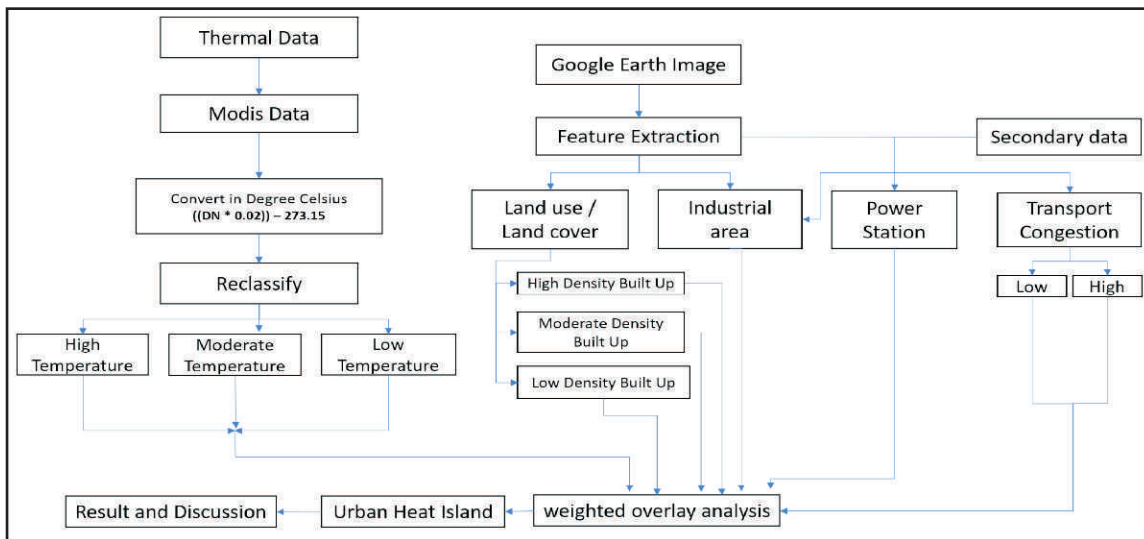 Thermal Data
Modis Data
Convert in Degree Celsius
((DN * 0.02)) – 273.15
Reclassify
High
Temperature
Moderate
Temperature
Low
Temperature
Google Earth Image
Feature Extraction
Secondary data
Land use /
Land cover
Industrial
area
Power
Station
Transport
Congestion
High Density Built Up
Moderate Density
Built Up
Low Density Built Up
Low
High
weighted overlay analysis
Urban Heat Island
Result and Discussion